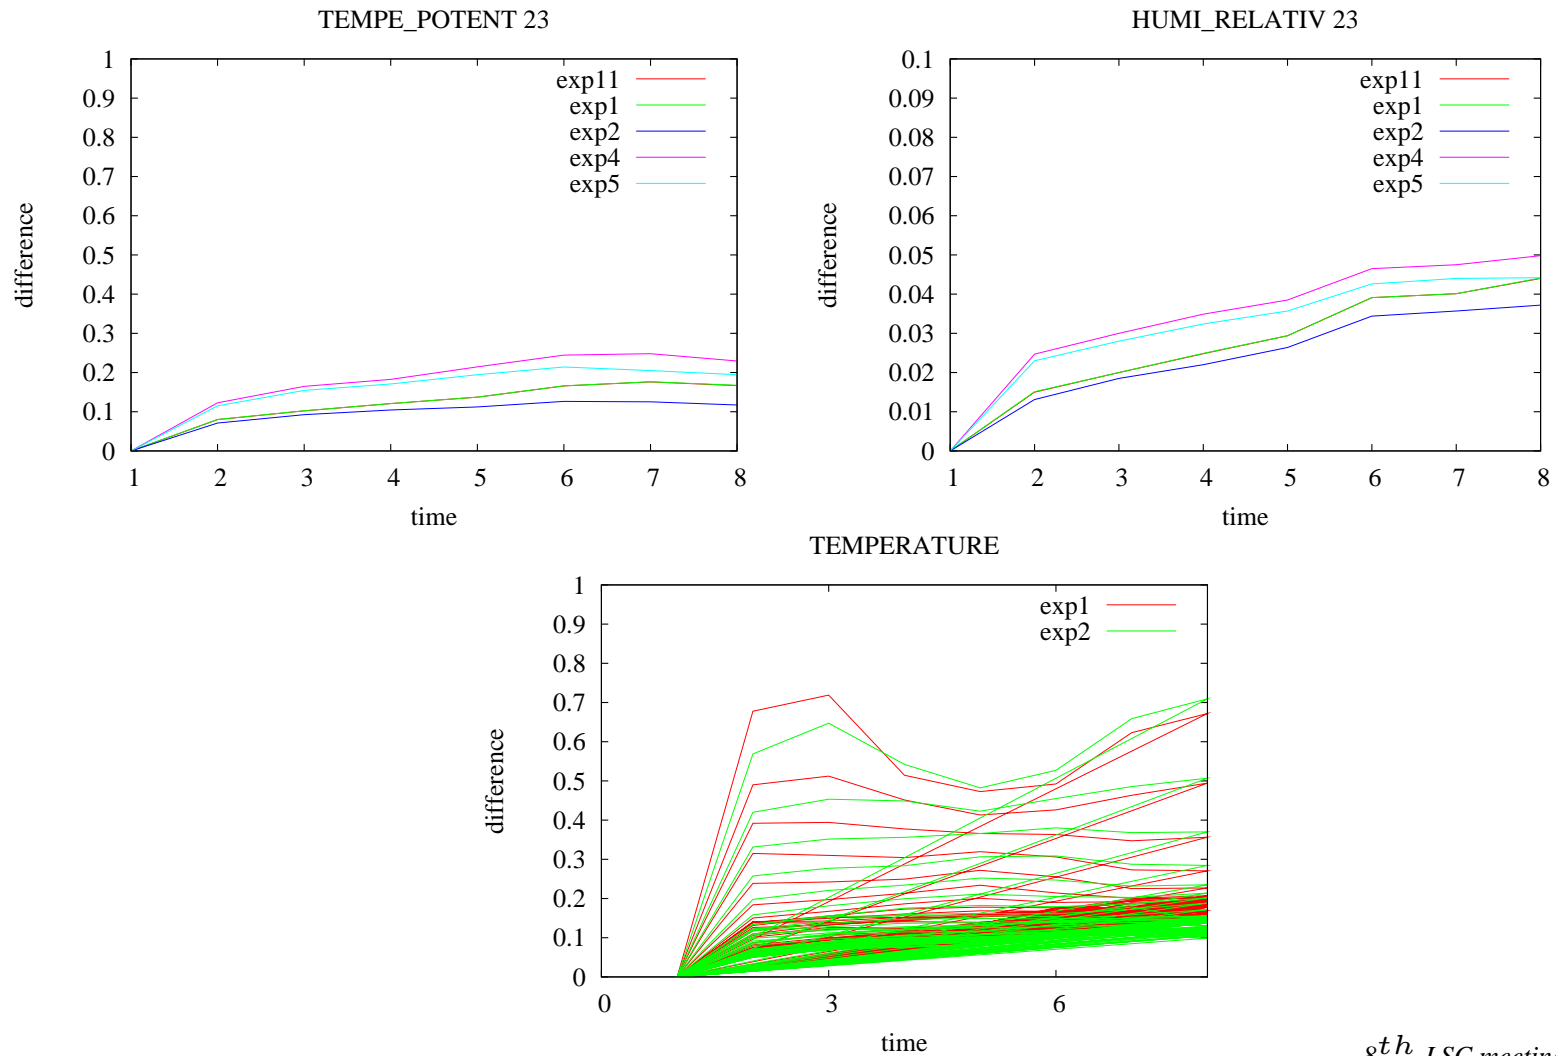 TEMPE_POTENT 23
1
0.9
0.8
0.7
0.6
0.5
0.4
0.3
0.2
0.1
0
difference
exp11
exp1
exp2
exp4
exp5
1 2 3 4 5 6 7 8
time
HUMI_RELATIV 23
0.1
0.09
0.08
0.07
0.06
0.05
0.04
0.03
0.02
0.01
0
difference
exp11
exp1
exp2
exp4
exp5
1 2 3 4 5 6 7 8
time
TEMPERATURE
1
0.9
0.8
0.7
0.6
0.5
0.4
0.3
0.2
0.1
0
difference
exp1
exp2
0 3 6
time
8th LSC meeting